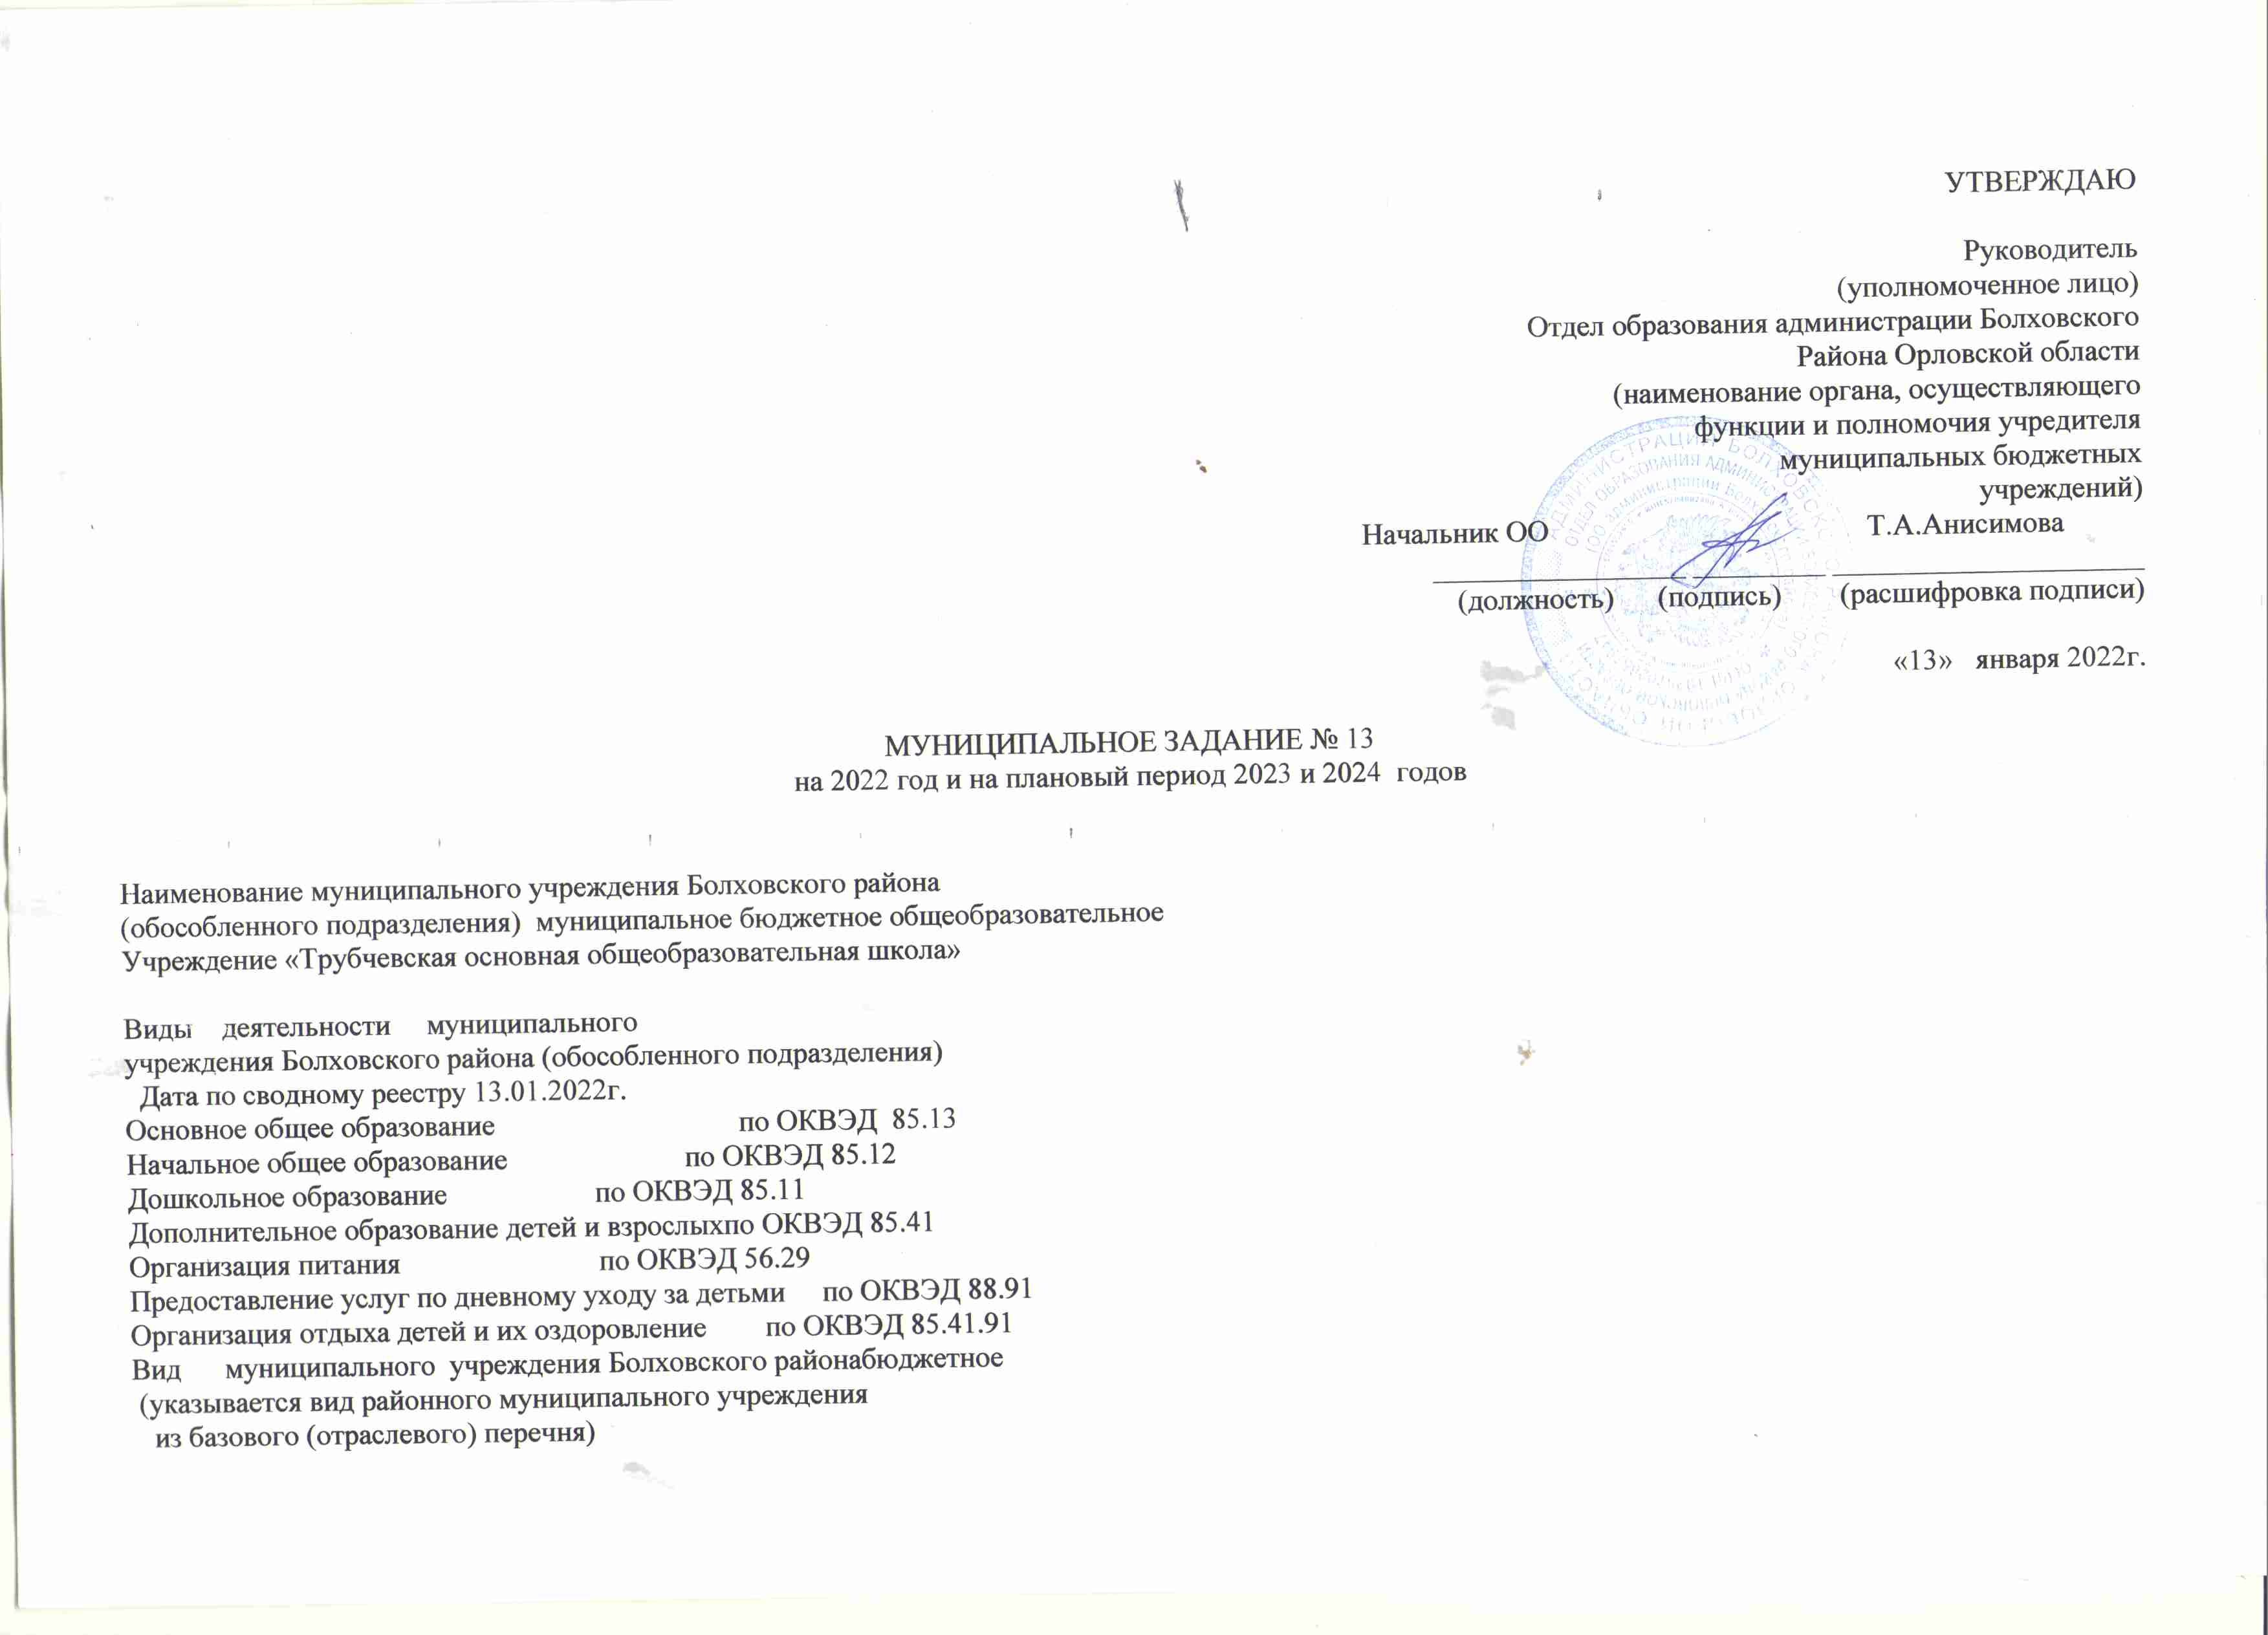 УТВЕРЖДАЮ
Руководитель
(уполномоченное лицо)
Отдел образования администрации Болховского
Района Орловской области
(наименование органа, осуществляющего
функции и полномочия учредителя
муниципальных бюджетных
учреждений)
Начальник ОО Т.А.Анисимова
(должность) (подпись) (расшифровка подписи)
«13» января 2022г.
МУНИЦИПАЛЬНОЕ ЗАДАНИЕ № 13
на 2022 год и на плановый период 2023 и 2024 годов
Наименование муниципального учреждения Болховского района
(обособленного подразделения) муниципальное бюджетное общеобразовательное
Учреждение «Трубчевская основная общеобразовательная школа»
Виды деятельности муниципального
учреждения Болховского района (обособленного подразделения)
Дата по сводному реестру 13.01.2022г.
Основное общее образование по ОКВЭД 85.13
Начальное общее образование по ОКВЭД 85.12
Дошкольное образование по ОКВЭД 85.11
Дополнительное образование детей и взрослыхпо ОКВЭД 85.41
Организация питания по ОКВЭД 56.29
Предоставление услуг по дневному уходу за детьми по ОКВЭД 88.91
Организация отдыха детей и их оздоровление по ОКВЭД 85.41.91
Вид муниципального учреждения Болховского районабюджетное
(указывается вид районного муниципального учреждения
из базового (отраслевого) перечня)